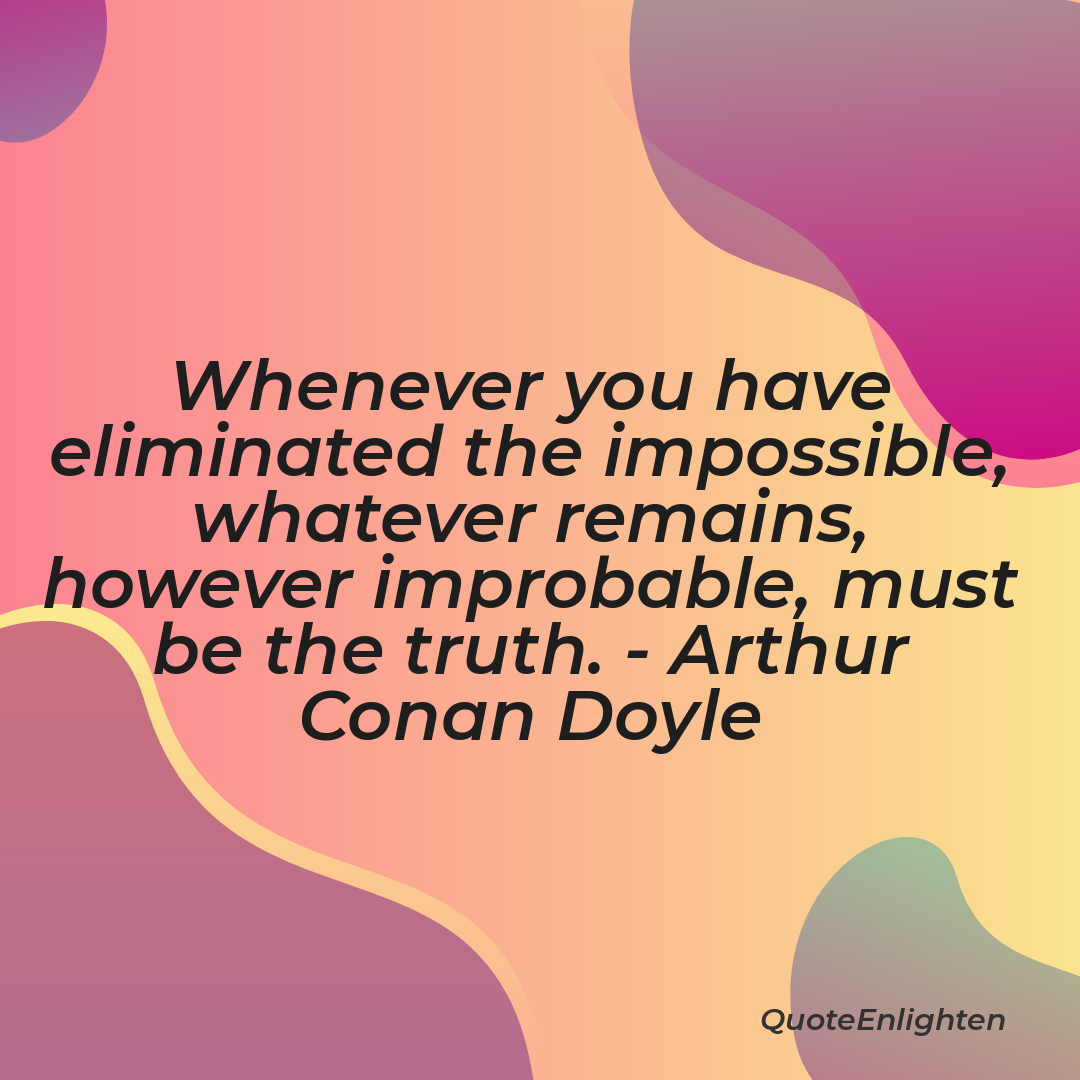 Whenever you have
eliminated the impossible,
whatever remains,
however improbable, must
be the truth. - Arthur
Conan Doyle
QuoteEnlighten